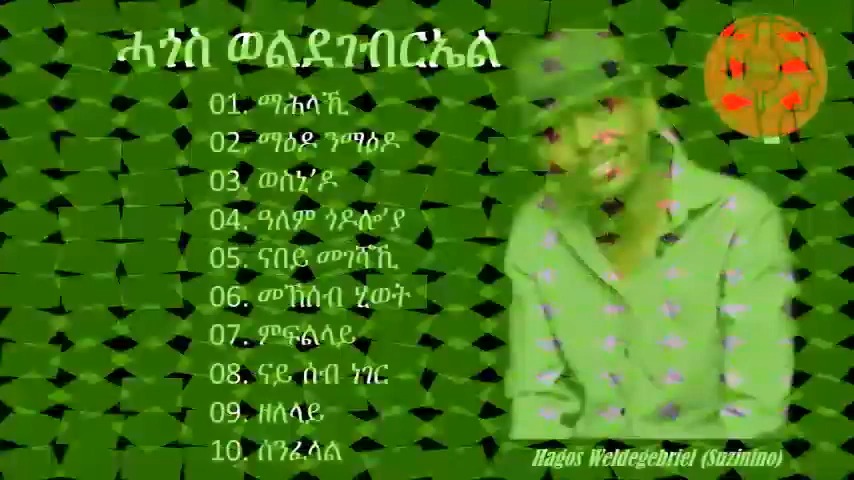 ሓጎስ ወልደገብርኤል
01. ማሕላኺ
02. ማዕዶ ንማዕዶ
03. ወስኒ'ዶ
04. ዓለም ጎዶሎ'ያ
05. ናበይ መገሻኺ
06. መኽሰብ ሂወት
07. ምፍልላይ
08. ናይ ሰብ ነገር
09. ዘለላይ
10. ሰንፈላል
Hagos Weldegebriel (Suzinino)